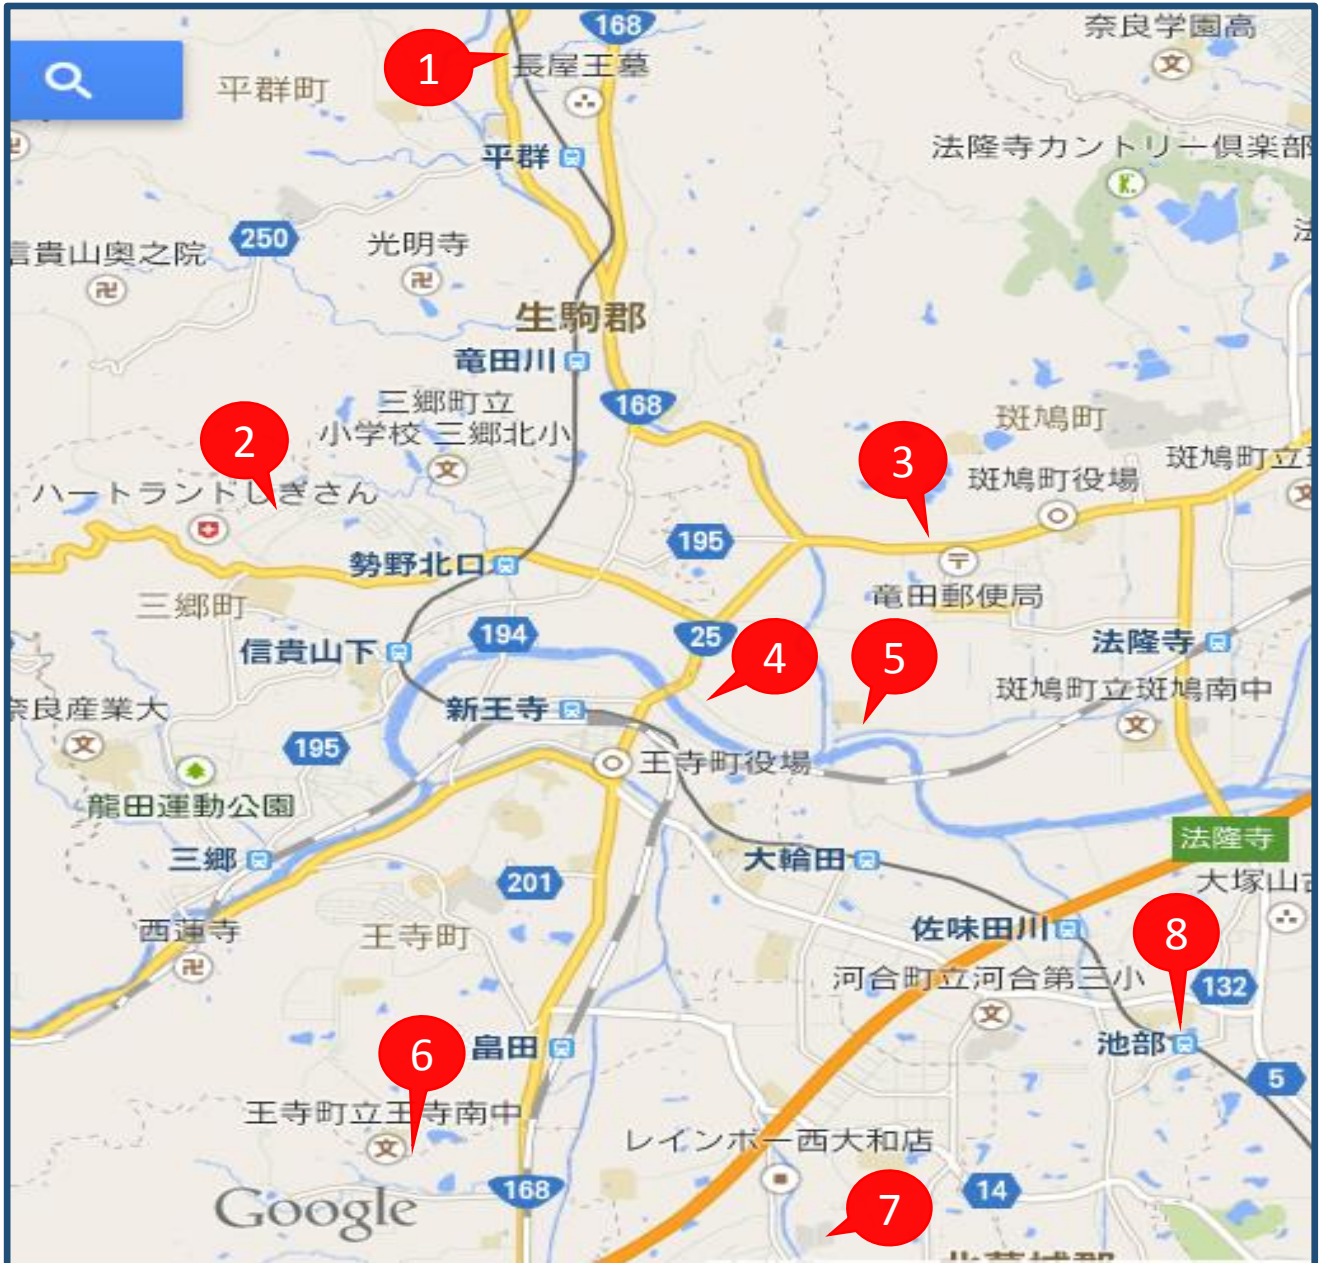 168
奈良学園高
1
長屋王墓
平群町
法隆寺カントリー倶楽部
平群
250
光明寺
信貴山奥之院
法
生駒郡
竜田川
三郷町立
小学校 三郷北小
168
斑鳩町
2
3
斑鳩町役場
斑鳩町立
ハートランドしぎさん
195
勢野北口
竜田郵便局
三郷町
194
25
4
5
法隆寺
信貴山下
斑鳩町立斑鳩南中
奈良産業大
新王寺
195
王寺町役場
龍田運動公園
法隆寺
三郷
大輪田
201
大塚山古
西蓮寺
王寺町
佐味田川
8
河合町立河合第三小
132
6
畠田
池部
5
王寺町立王寺南中
レインボー西大和店
168
14
Google
7
北葛城郡